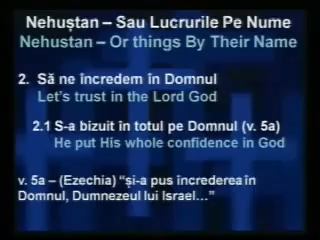 Nehuștan – Sau Lucrurile Pe Nume
Nehustan – Or things By Their Name
2. Să ne încredem în Domnul
Let's trust in the Lord God
2.1 S-a bizuit în totul pe Domnul (v. 5a)
He put His whole confidence in God
v. 5a – (Ezechia) “și-a pus încrederea în
Domnul, Dumnezeul lui Israel…”